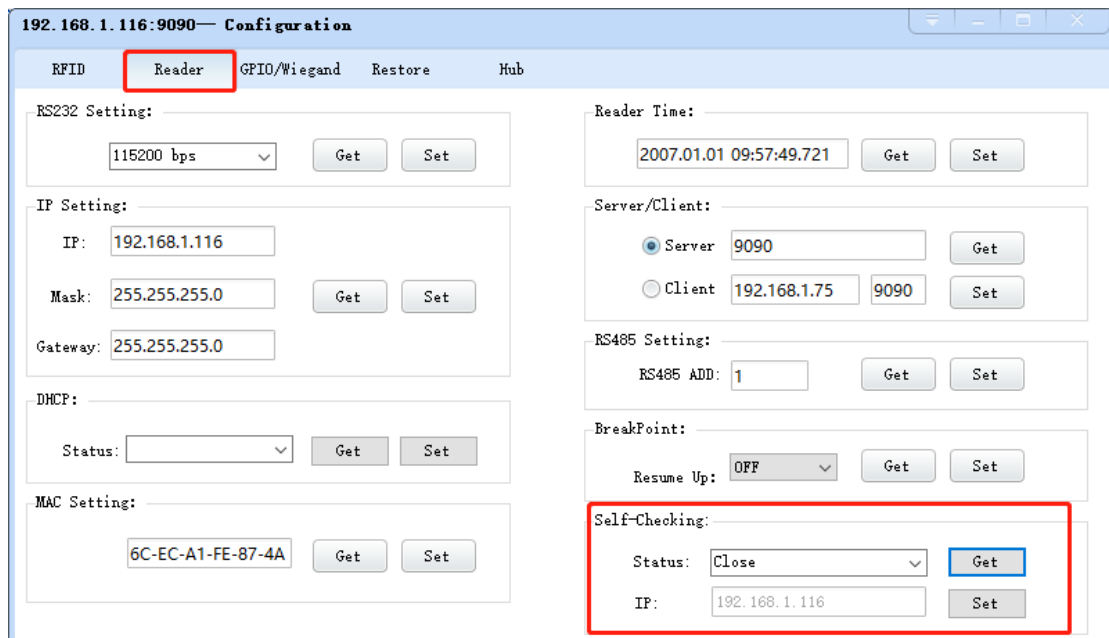 192.168.1.116:9090— Configuration
RFID Reader GPIO/Wiegand Restore Hub
RS232 Setting:
115200 bps Get Set
IP Setting:
IP: 192.168.1.116
Mask: 255.255.255.0 Get Set
Gateway: 255.255.255.0
DHCP:
Status: Get Set
MAC Setting:
6C-EC-A1-FE-87-4A Get Set
Reader Time:
2007.01.01 09:57:49.721 Get Set
Server/Client:
Server 9090 Get
Client 192.168.1.75 9090 Set
RS485 Setting:
RS485 ADD: 1 Get Set
BreakPoint:
Resume Up: OFF Get Set
Self-Checking:
Status: Close Get
IP: 192.168.1.116 Set